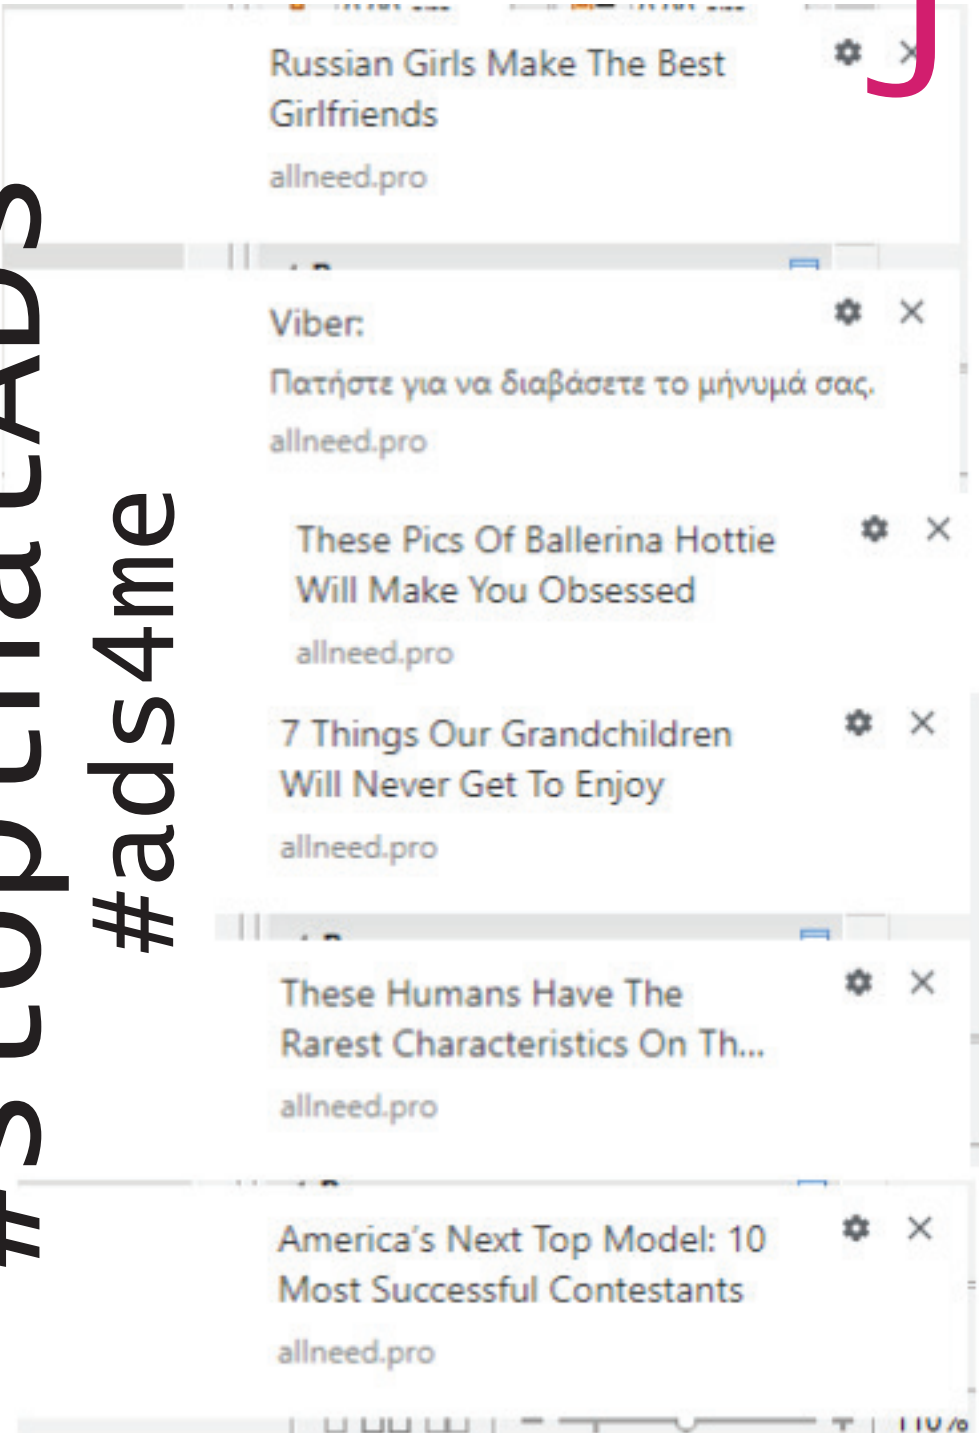 Russian Girls Make The Best
Girlfriends
allneed.pro
Viber:
Πατήστε για να διαβάσετε το μήνυμά σας.
allneed.pro
These Pics Of Ballerina Hottie
Will Make You Obsessed
allneed.pro
7 Things Our Grandchildren
Will Never Get To Enjoy
allneed.pro
These Humans Have The
Rarest Characteristics On Th...
allneed.pro
America's Next Top Model: 10
Most Successful Contestants
allneed.pro
110%
#stopthatADS
#ads4me